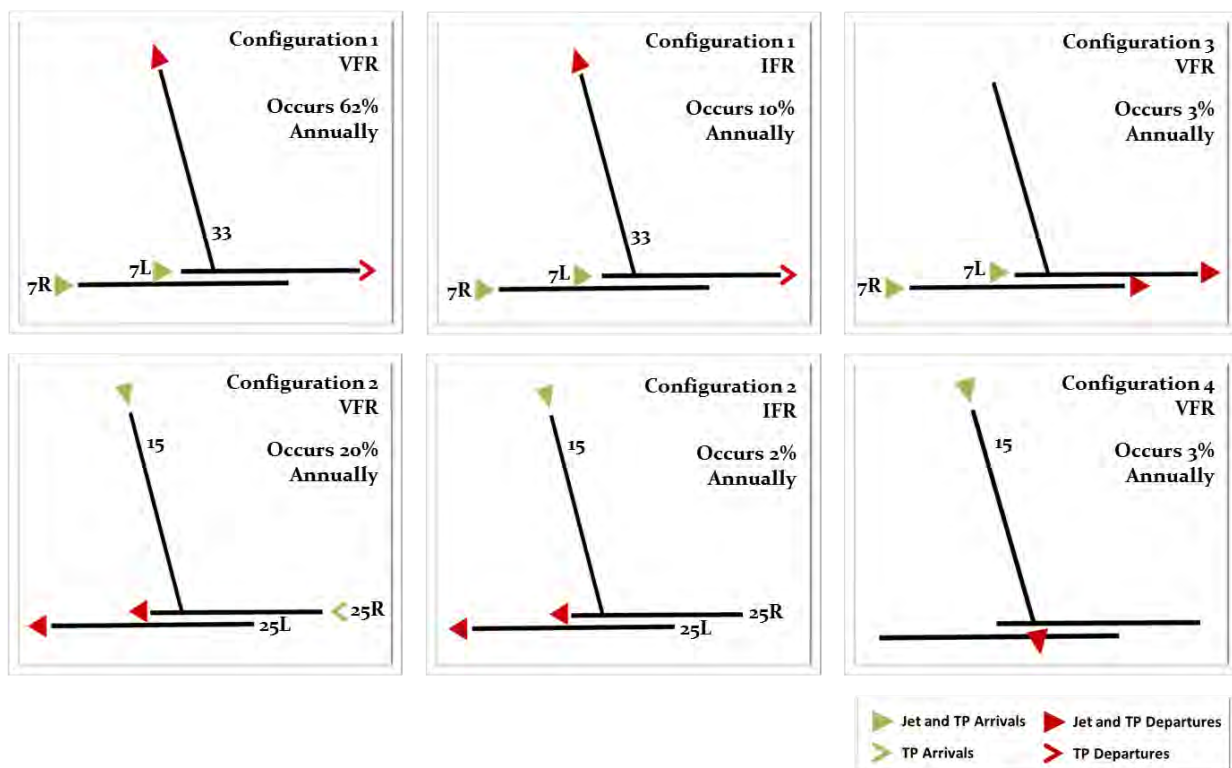 Configuration 1
VFR
Occurs 62%
Annually
33
7L
7R
Configuration 1
IFR
Occurs 10%
Annually
33
7L
7R
Configuration 3
VFR
Occurs 3%
Annually
7L
7R
Configuration 2
VFR
Occurs 20%
Annually
15
25R
25L
Configuration 2
IFR
Occurs 2%
Annually
15
25R
25L
Configuration 4
VFR
Occurs 3%
Annually
15
Jet and TP Arrivals
Jet and TP Departures
TP Arrivals
TP Departures